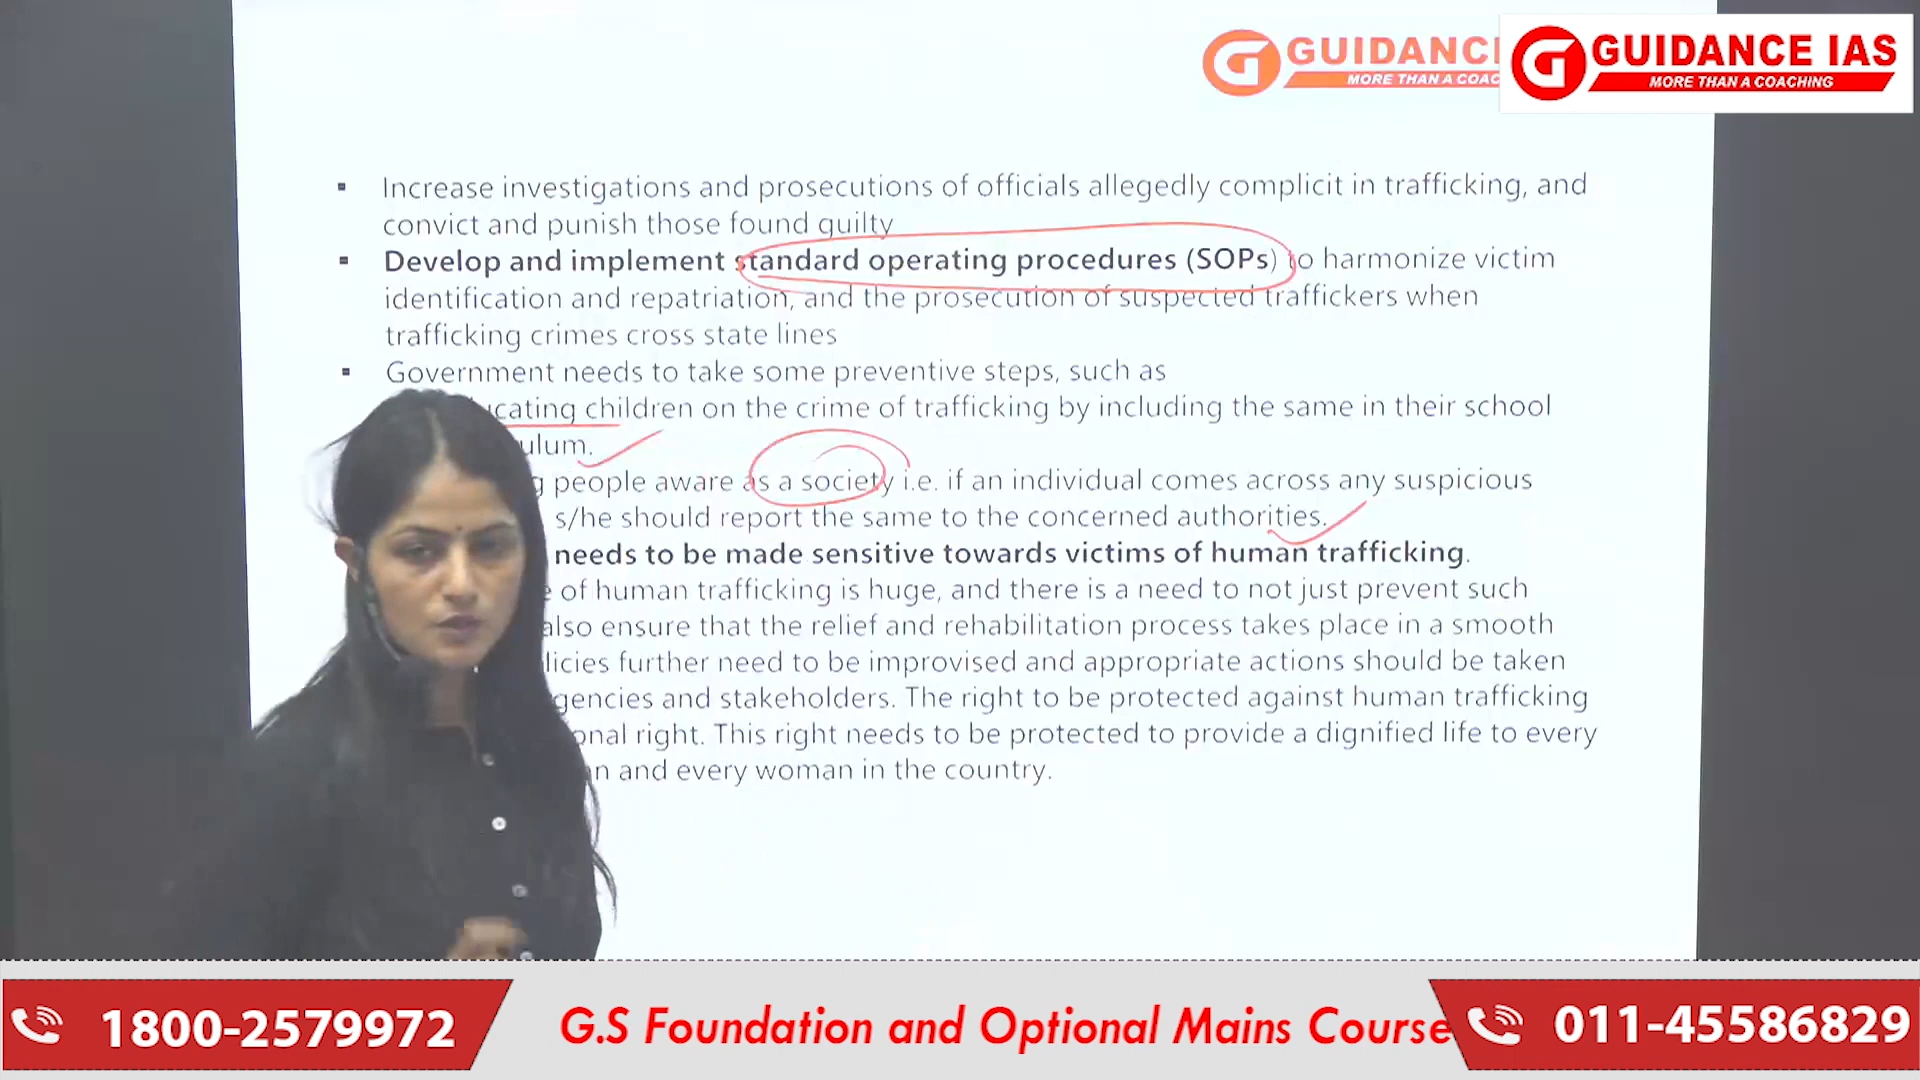 GUIDANCE
MORE THAN A COAC
GUIDANCE IAS
MORE THAN A COACHING
▪ Increase investigations and prosecutions of officials allegedly complicit in trafficking, and
convict and punish those found guilty
▪ Develop and implement standard operating procedures (SOPs) to harmonize victim
identification and repatriation, and the prosecution of suspected traffickers when
trafficking crimes cross state lines
▪ Government needs to take some preventive steps, such as
children on the crime of trafficking by including the same in their school
people aware as a society i.e. if an individual comes across any suspicious
s/he should report the same to the concerned authorities.
needs to be made sensitive towards victims of human trafficking.
of human trafficking is huge, and there is a need to not just prevent such
also ensure that the relief and rehabilitation process takes place in a smooth
further need to be improvised and appropriate actions should be taken
and stakeholders. The right to be protected against human trafficking
right. This right needs to be protected to provide a dignified life to every
and every woman in the country.
1800-2579972
G.S Foundation and Optional Mains Course
011-45586829